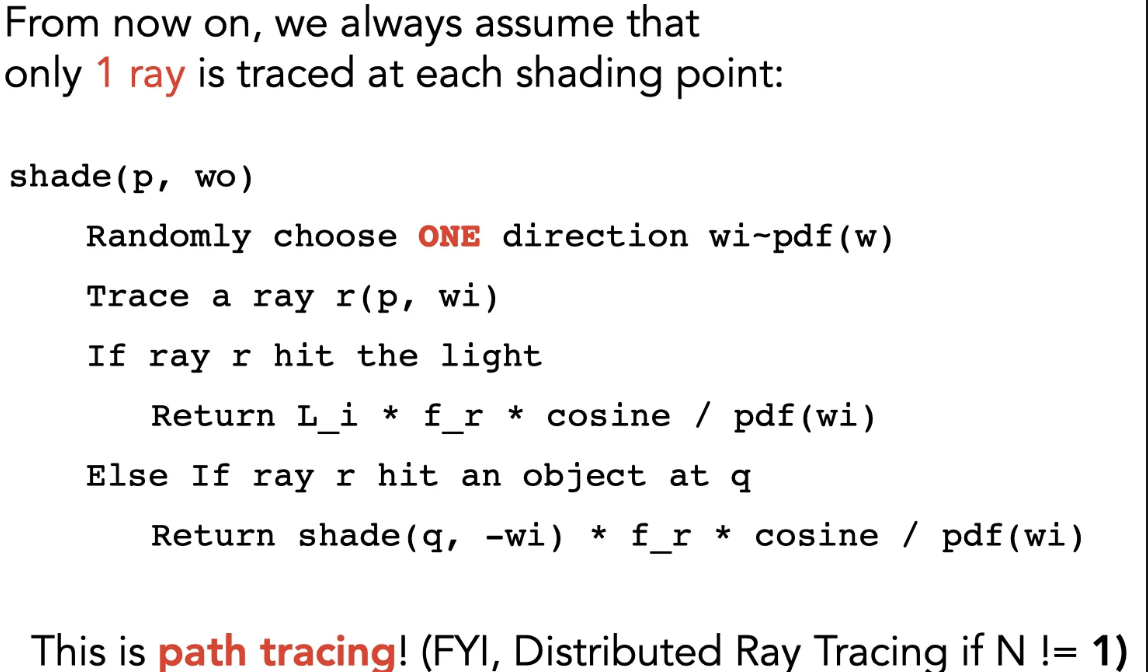 From now on, we always assume that
only 1 ray is traced at each shading point:
shade(p, wo)
Randomly choose ONE direction wi~pdf(w)
Trace a ray r(p, wi)
If ray r hit the light
Return L_i * f_r * cosine / pdf(wi)
Else If ray r hit an object at q
Return shade(q, -wi) * f_r * cosine / pdf(wi)
This is path tracing! (FYI, Distributed Ray Tracing if N != 1)